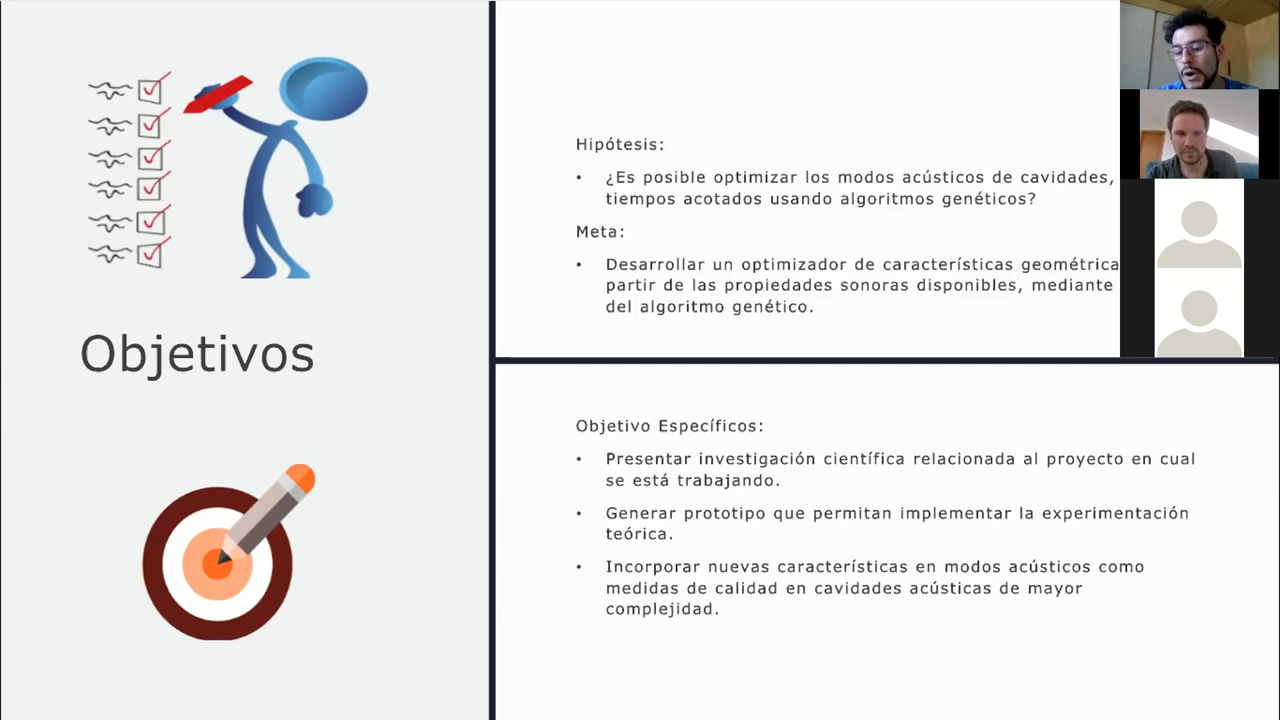 Objetivos
Hipótesis:
• ¿Es posible optimizar los modos acústicos de cavidades,
tiempos acotados usando algoritmos genéticos?
Meta:
• Desarrollar un optimizador de características geométrica
partir de las propiedades sonoras disponibles, mediante
del algoritmo genético.
Objetivo Específicos:
• Presentar investigación científica relacionada al proyecto en cual
se está trabajando.
• Generar prototipo que permitan implementar la experimentación
teórica.
• Incorporar nuevas características en modos acústicos como
medidas de calidad en cavidades acústicas de mayor
complejidad.